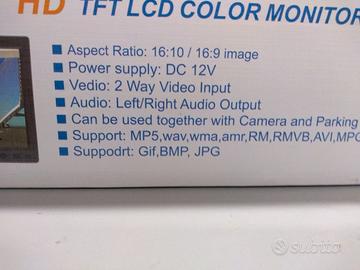 HD TFT LCD COLOR MONITOR
Aspect Ratio: 16:10 / 16:9 image
Power supply: DC 12V
Vedio: 2 Way Video Input
Audio: Left/Right Audio Output
Can be used together with Camera and Parking
Support: MP5,wav,wma,amr,RM,RMVB,AVI,MPG
Suppodrt: Gif,BMP, JPG
subito